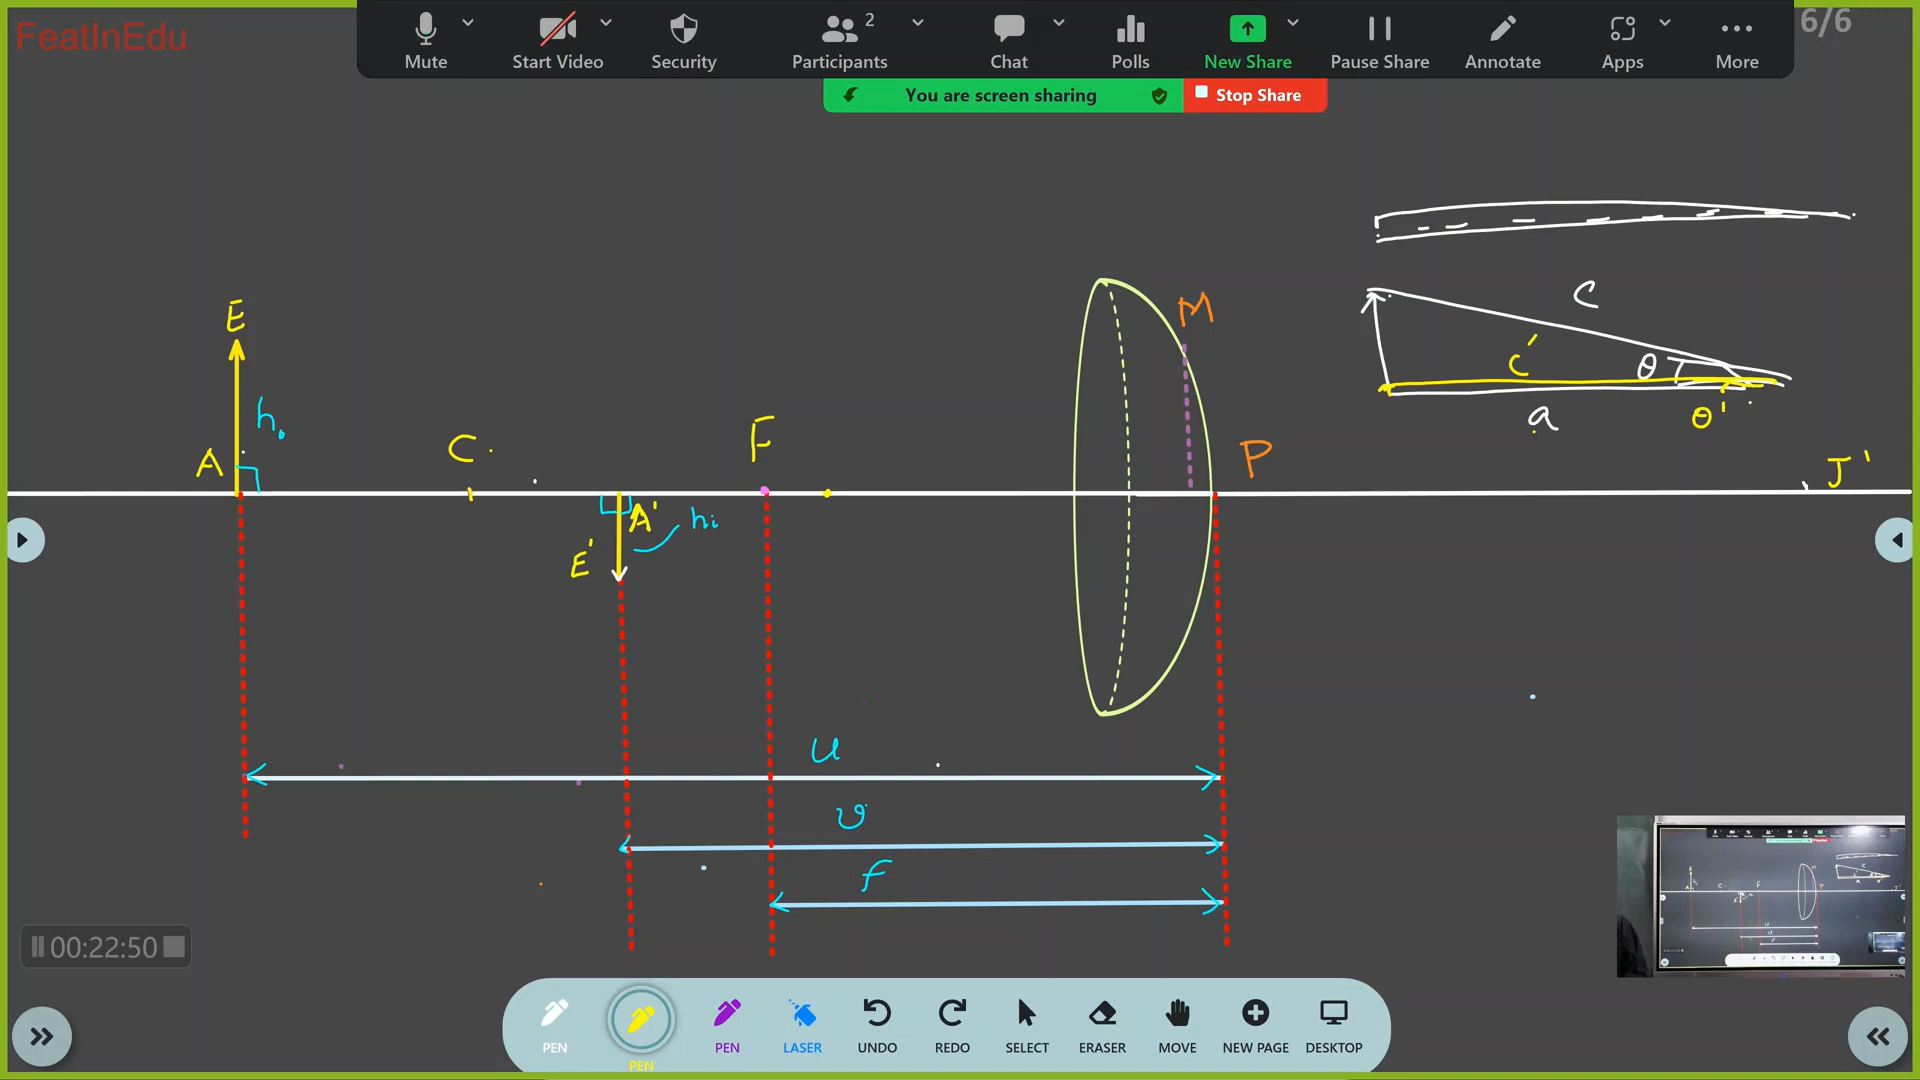 FeatInEdu
6/6
Mute
Start Video
Security
Participants 2
Chat
Polls
New Share
Pause Share
Annotate
Apps
More
You are screen sharing
Stop Share
E
h₀
A
C
F
M
P
J'
A'
hi
E'
C
C'
θ
a
θ'
u
v
f
00:22:50
PEN
PEN
PEN
LASER
UNDO
REDO
SELECT
ERASER
MOVE
NEW PAGE
DESKTOP